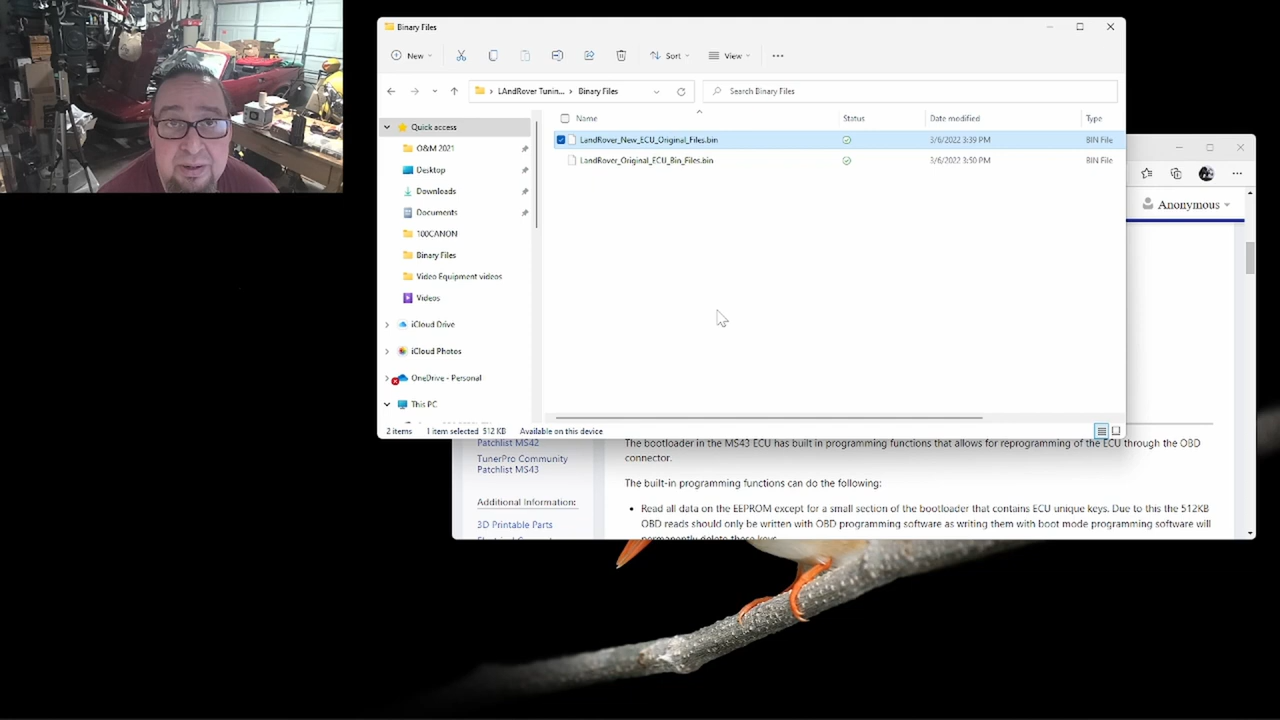 Binary Files
New
Sort
View
LAndRover Tunin...
Binary Files
Search Binary Files
Name
Status
Date modified
Type
Quick access
O&M 2021
Desktop
Downloads
Documents
100CANON
Binary Files
Video Equipment videos
Videos
iCloud Drive
iCloud Photos
OneDrive - Personal
This PC
LandRover_New_ECU_Original_Files.bin
3/6/2022 3:39 PM
BIN File
LandRover_Original_ECU_Bin_Files.bin
3/6/2022 3:50 PM
BIN File
2 items
1 item selected 512 KB
Available on this device
Anonymous
Patchlist MS42
TunerPro Community
Patchlist MS43
Additional Information:
3D Printable Parts
The bootloader in the MS43 ECU has built in programming functions that allows for reprogramming of the ECU through the OBD
connector.
The built-in programming functions can do the following:
Read all data on the EEPROM except for a small section of the bootloader that contains ECU unique keys. Due to this the 512KB
OBD reads should only be written with OBD programming software as writing them with boot mode programming software will
permanently delete these keys